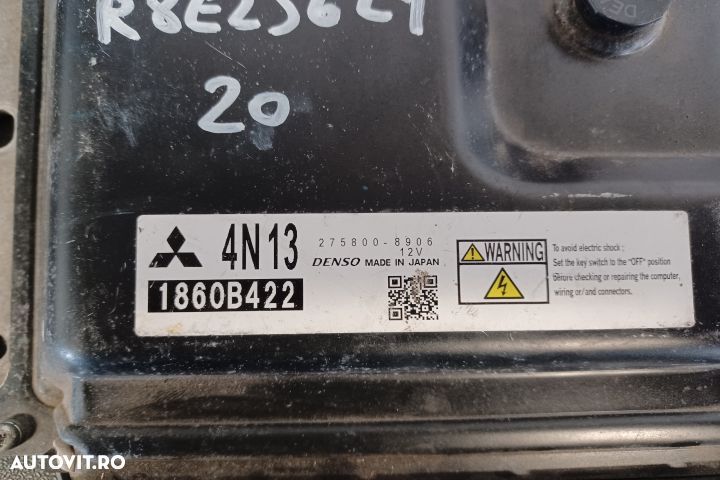 20
4N13
275800-8906
12V
DENSO MADE IN JAPAN
1860B422
WARNING
To avoid electric shock ;
Set the key switch to the "OFF" position
before checking or repairing the computer,
wiring or/and connectors.
AUTOVIT.RO